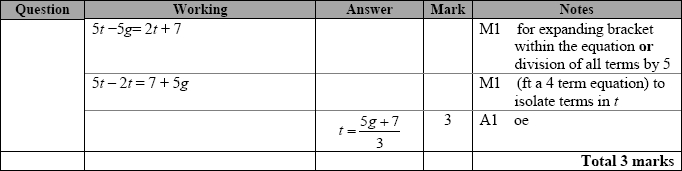 Question Working Answer Mark Notes
5t −5g= 2t + 7 M1 for expanding bracket
within the equation or
division of all terms by 5
5t − 2t = 7 + 5g M1 (ft a 4 term equation) to
isolate terms in t
t = (5g + 7)/3 3 A1 oe
Total 3 marks